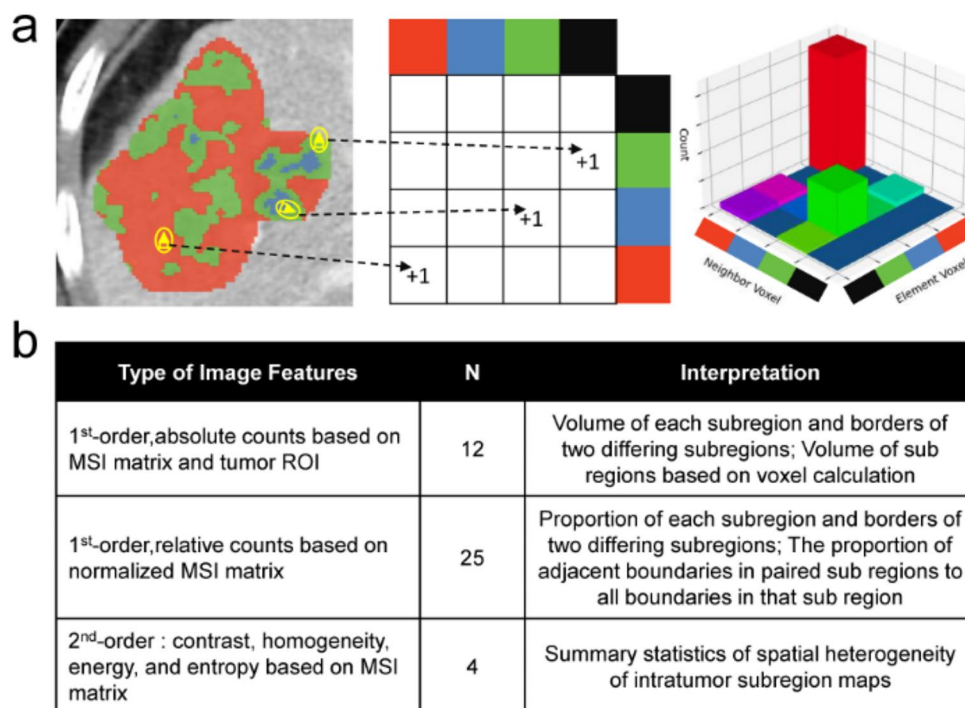 a
+1
+1
+1
Count
Neighbor Voxel
Element Voxel
b
Type of Image Features
N
Interpretation
1st-order,absolute counts based on
MSI matrix and tumor ROI
12
Volume of each subregion and borders of
two differing subregions; Volume of sub
regions based on voxel calculation
1st-order,relative counts based on
normalized MSI matrix
25
Proportion of each subregion and borders of
two differing subregions; The proportion of
adjacent boundaries in paired sub regions to
all boundaries in that sub region
2nd-order : contrast, homogeneity,
energy, and entropy based on MSI
matrix
4
Summary statistics of spatial heterogeneity
of intratumor subregion maps